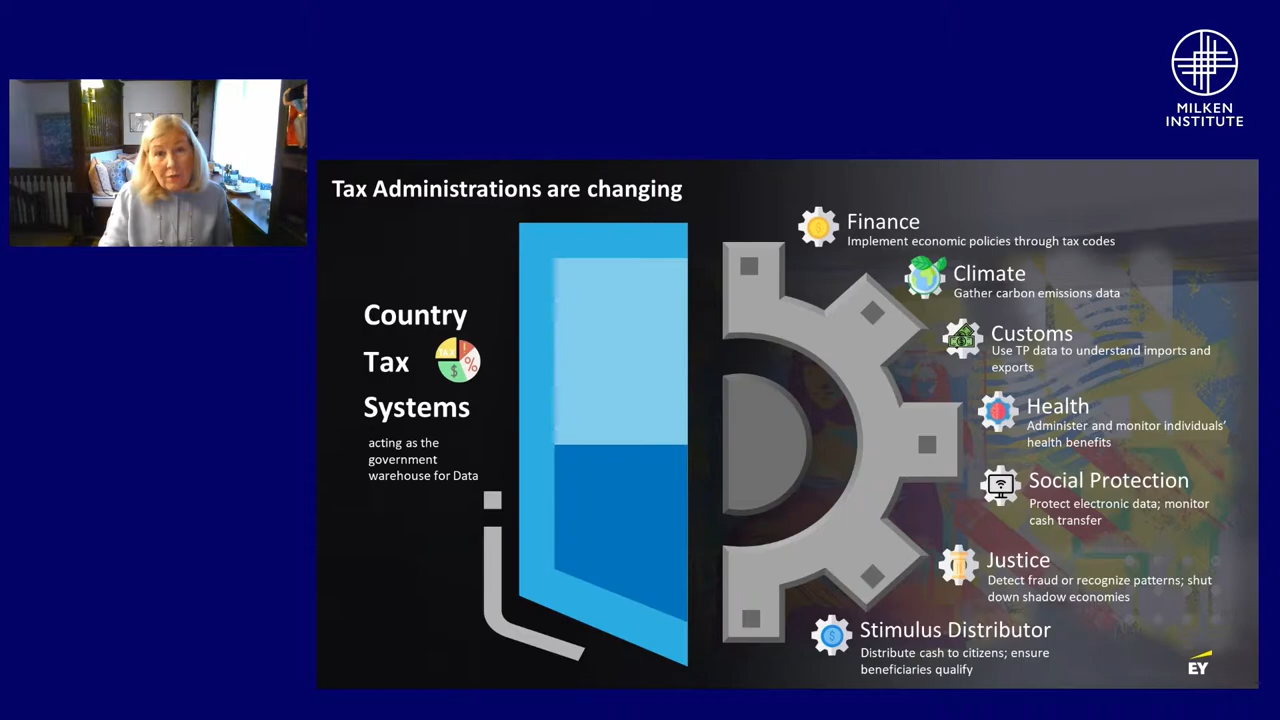 MILKEN
INSTITUTE
Tax Administrations are changing
Country
Tax
Systems
TAX
!
%
$
acting as the
government
warehouse for Data
Finance
Implement economic policies through tax codes
Climate
Gather carbon emissions data
Customs
Use TP data to understand imports and
exports
Health
Administer and monitor individuals’
health benefits
Social Protection
Protect electronic data; monitor
cash transfer
Justice
Detect fraud or recognize patterns; shut
down shadow economies
Stimulus Distributor
Distribute cash to citizens; ensure
beneficiaries qualify
EY